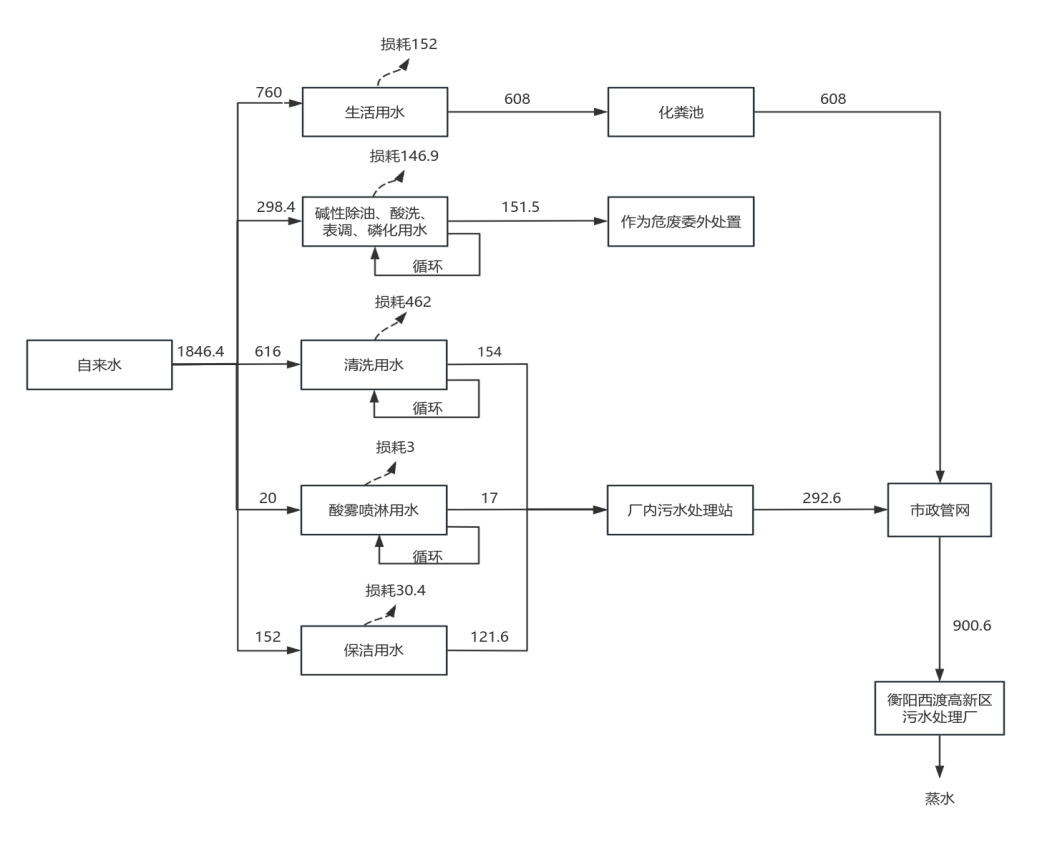 损耗152
760
生活用水
608
化粪池
608
损耗146.9
298.4
碱性除油、酸洗、
表调、磷化用水
151.5
作为危废委外处置
循环
损耗462
自来水
1846.4
616
清洗用水
154
循环
损耗3
20
酸雾喷淋用水
17
厂内污水处理站
292.6
市政管网
循环
损耗30.4
152
保洁用水
121.6
900.6
衡阳西渡高新区
污水处理厂
蒸水